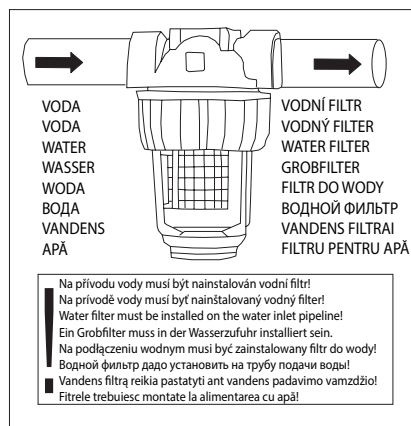 VODA
VODA
WATER
WASSER
WODA
ВОДА
VANDENS
APĂ
VODNÍ FILTR
VODNÝ FILTER
WATER FILTER
GROBFILTER
FILTR DO WODY
ВОДНОЙ ФИЛЬТР
VANDENS FILTRAI
FILTRU PENTRU APĂ
Na přívodu vody musí být nainstalován vodní filtr!
Na prívodě vody musí byť nainštalovaný vodný filter!
Water filter must be installed on the water inlet pipeline!
Ein Grobfilter muss in der Wasserzufuhr installiert sein.
Na podłączeniu wodnym musi być zainstalowany filtr do wody!
Водной фильтр дадо установить на трубу подачи воды!
Vandens filtrą reikia pastatyti ant vandens padavimo vamzdžio!
Fitrele trebuiesc montate la alimentarea cu apă!